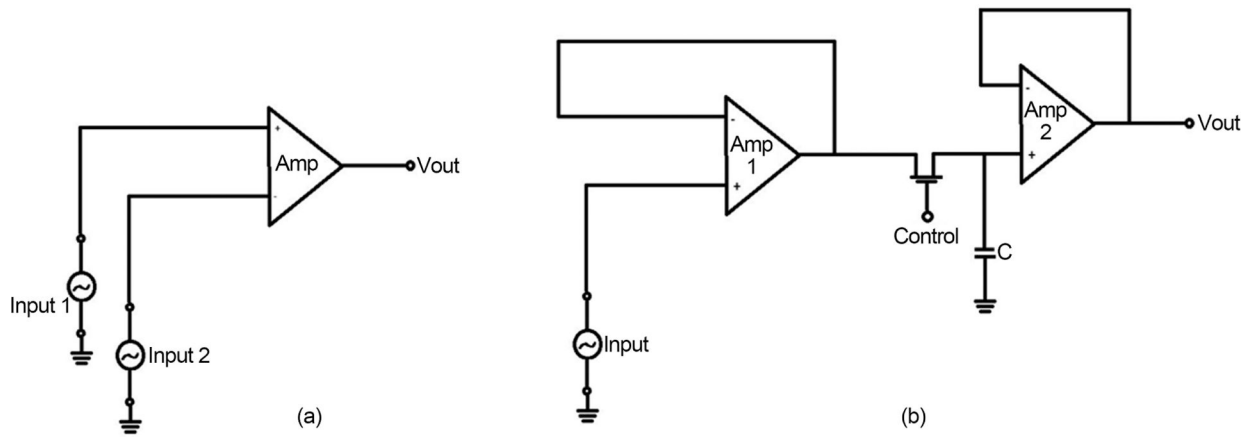 +
Amp
-
Vout
Input 1
Input 2
(a)
-
Amp
1
+
Control
C
-
Amp
2
+
Vout
Input
(b)